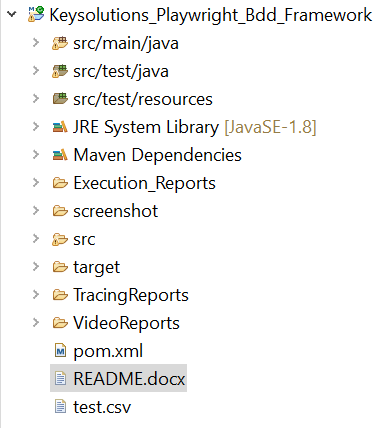 Keysolutions_Playwright_Bdd_Framework
src/main/java
src/test/java
src/test/resources
JRE System Library [JavaSE-1.8]
Maven Dependencies
Execution_Reports
screenshot
src
target
TracingReports
VideoReports
pom.xml
README.docx
test.csv